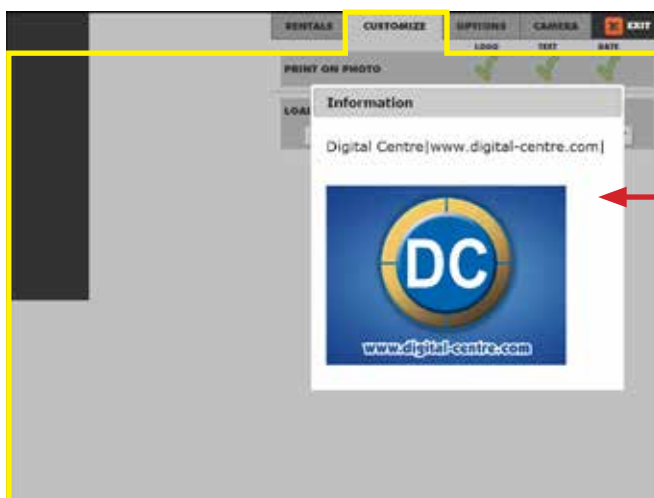 RENTALS CUSTOMIZE OPTIONS CAMERA X EXIT
LOGO TEXT DATE
PRINT ON PHOTO
LOAD
Information
Digital Centre|www.digital-centre.com|
DC
www.digital-centre.com